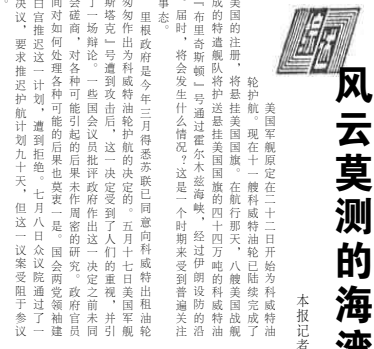 风云莫测的海湾
本报记者
美国军舰原定在二十二日开始为科威特油
轮护航。现在十一艘科威特油轮已陆续完成了
美国的注册，将悬挂美国国旗。在航行那天，八艘美国战舰
成的特遣舰队将护送悬挂美国国旗的四十四万吨的科威特油
『布里奇斯顿』号通过霍尔木兹海峡，经过伊朗设防的沿
届时，将会发生什么情况？这是一个时期来受到普遍关注
事态。
里根政府是今年三月得悉苏联已同意向科威特出租油轮
匆匆作出为科威特油轮护航的决定的。五月十七日美国军舰
斯塔克』号遭到攻击后，这一决定受到了人们的重视，并引
了一场辩论。一些国会议员批评政府作出这一决定之前未同
会磋商，对各种可能引起的后果未作周密的研究。政府官员
间对如何处理各种可能的后果也莫衷一是。国会两党领袖建
白宫推迟这一计划，遭到拒绝。七月八日众议院通过了一
决议，要求推迟护航计划九十天，但这一议案受阻于参议